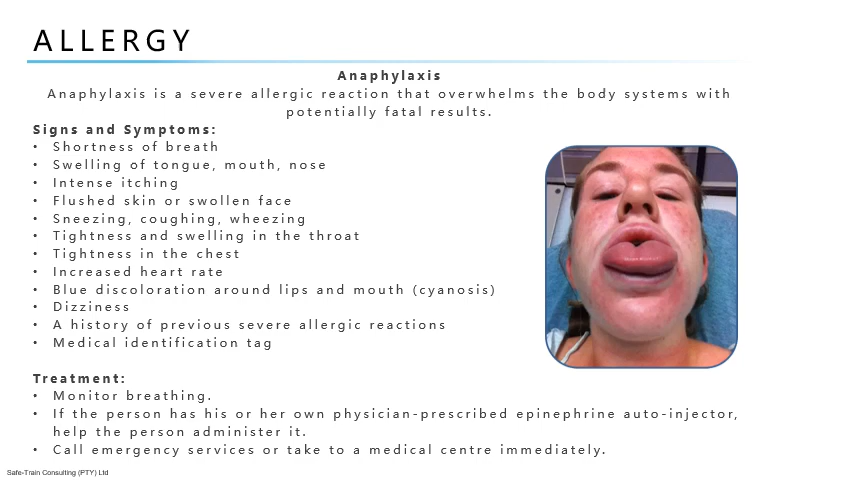 ALLERGY
Anaphylaxis
Anaphylaxis is a severe allergic reaction that overwhelms the body systems with
potentially fatal results.
Signs and Symptoms:
• Shortness of breath
• Swelling of tongue, mouth, nose
• Intense itching
• Flushed skin or swollen face
• Sneezing, coughing, wheezing
• Tightness and swelling in the throat
• Tightness in the chest
• Increased heart rate
• Blue discoloration around lips and mouth (cyanosis)
• Dizziness
• A history of previous severe allergic reactions
• Medical identification tag
Treatment:
• Monitor breathing.
• If the person has his or her own physician-prescribed epinephrine auto-injector,
help the person administer it.
• Call emergency services or take to a medical centre immediately.
Safe-Train Consulting (PTY) Ltd